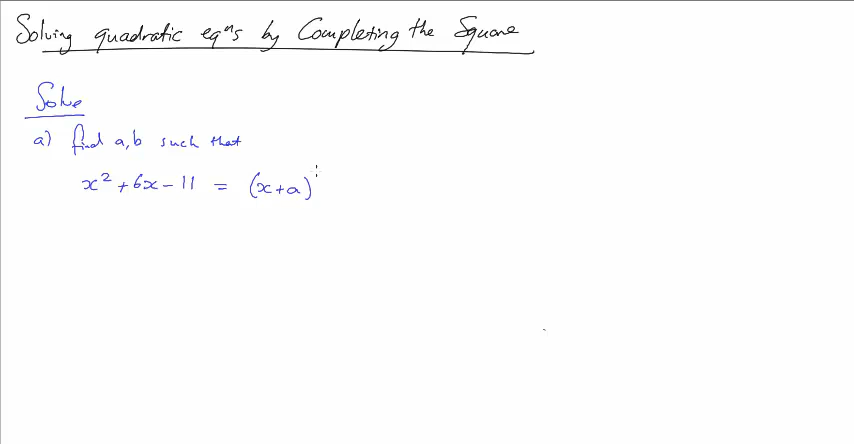 Solving quadratic eqⁿs by Completing the Square
Solve
a) find a,b such that
x² + 6x - 11 = (x+a)